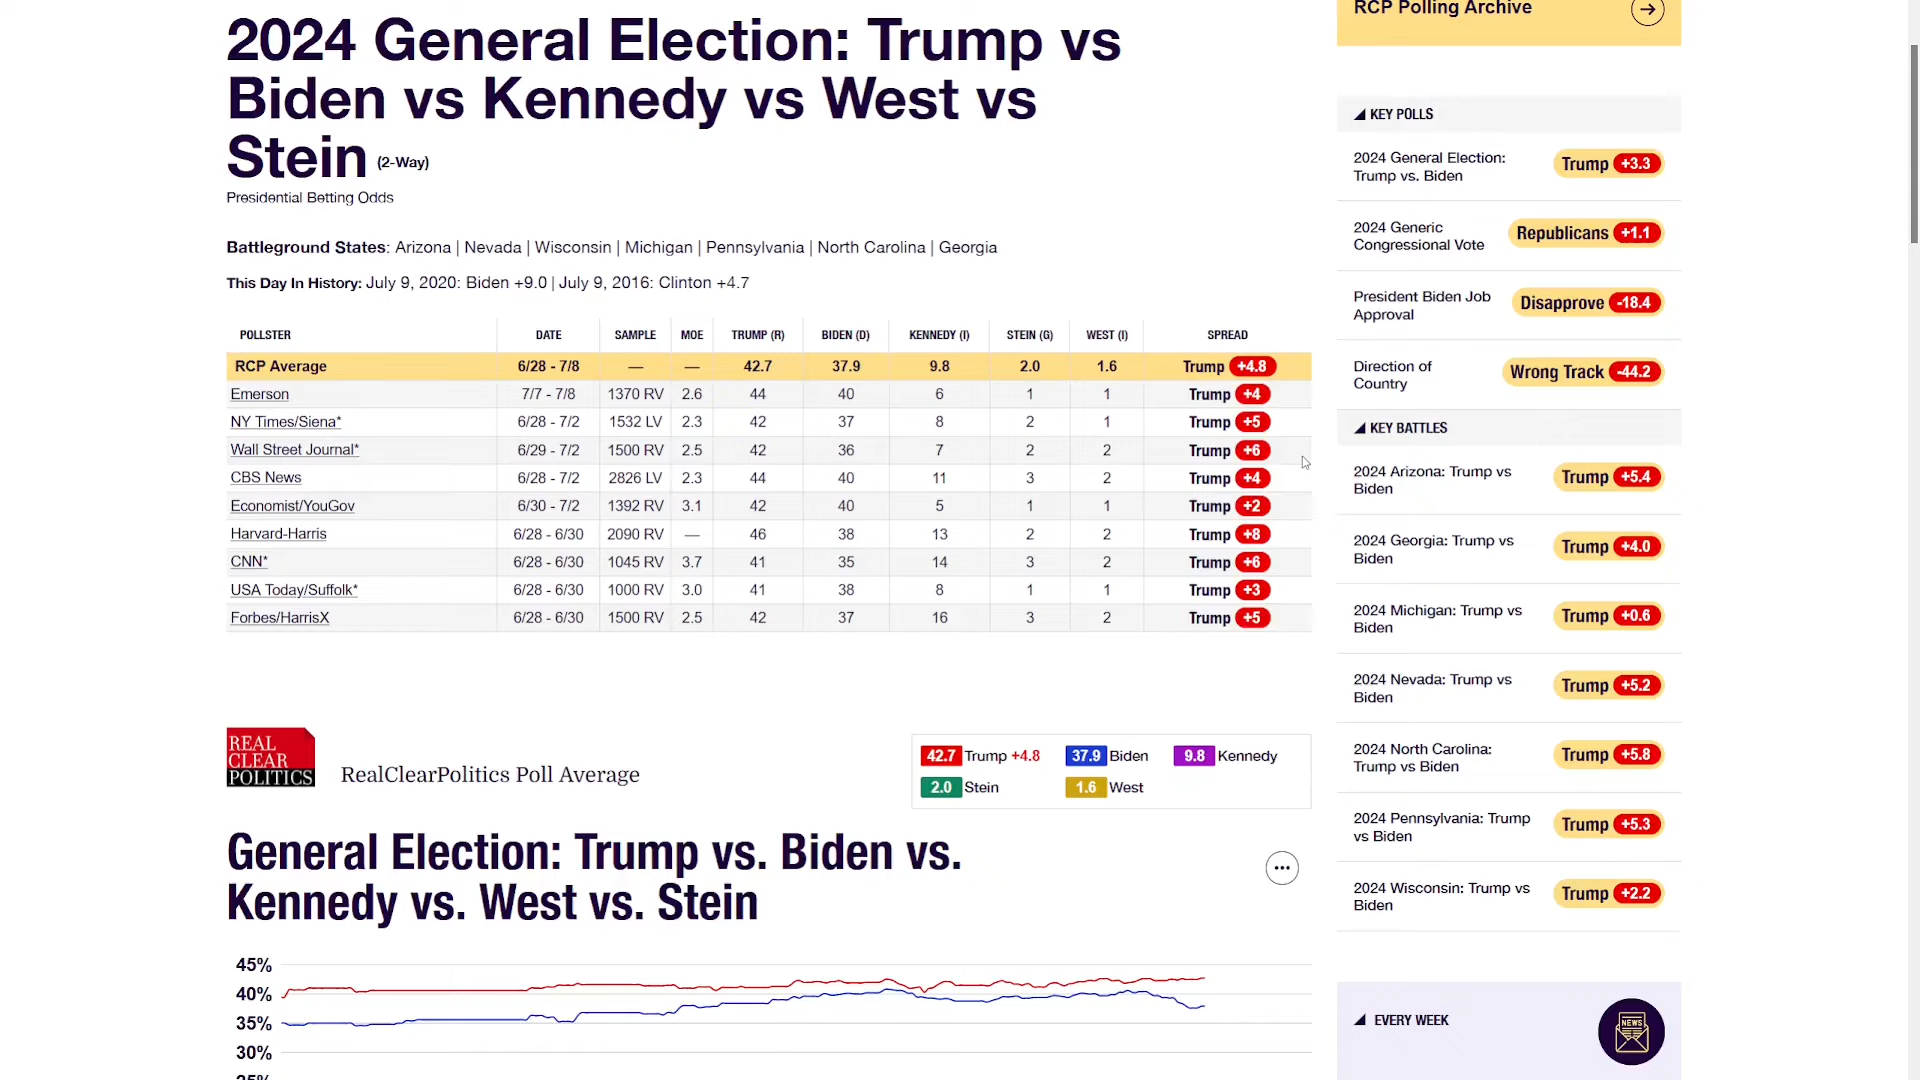 2024 General Election: Trump vs
Biden vs Kennedy vs West vs
Stein (2-Way)
Presidential Betting Odds
Battleground States: Arizona | Nevada | Wisconsin | Michigan | Pennsylvania | North Carolina | Georgia
This Day In History: July 9, 2020: Biden +9.0 | July 9, 2016: Clinton +4.7
POLLSTER DATE SAMPLE MOE TRUMP (R) BIDEN (D) KENNEDY (I) STEIN (G) WEST (I) SPREAD
RCP Average 6/28 - 7/8 — — 42.7 37.9 9.8 2.0 1.6 Trump +4.8
Emerson 7/7 - 7/8 1370 RV 2.6 44 40 6 1 1 Trump +4
NY Times/Siena* 6/28 - 7/2 1532 LV 2.3 42 37 8 2 1 Trump +5
Wall Street Journal* 6/29 - 7/2 1500 RV 2.5 42 36 7 2 2 Trump +6
CBS News 6/28 - 7/2 2826 LV 2.3 44 40 11 3 2 Trump +4
Economist/YouGov 6/30 - 7/2 1392 RV 3.1 42 40 5 1 1 Trump +2
Harvard-Harris 6/28 - 6/30 2090 RV — 46 38 13 2 2 Trump +8
CNN* 6/28 - 6/30 1045 RV 3.7 41 35 14 3 2 Trump +6
USA Today/Suffolk* 6/28 - 6/30 1000 RV 3.0 41 38 8 1 1 Trump +3
Forbes/HarrisX 6/28 - 6/30 1500 RV 2.5 42 37 16 3 2 Trump +5
REAL
CLEAR
POLITICS
RealClearPolitics Poll Average
42.7 Trump +4.8 37.9 Biden 9.8 Kennedy
2.0 Stein 1.6 West
General Election: Trump vs. Biden vs.
Kennedy vs. West vs. Stein
45%
40%
35%
30%
25%
RCP Polling Archive
KEY POLLS
2024 General Election:
Trump vs. Biden
Trump +3.3
2024 Generic
Congressional Vote
Republicans +1.1
President Biden Job
Approval
Disapprove -18.4
Direction of
Country
Wrong Track -44.2
KEY BATTLES
2024 Arizona: Trump vs
Biden
Trump +5.4
2024 Georgia: Trump vs
Biden
Trump +4.0
2024 Michigan: Trump vs
Biden
Trump +0.6
2024 Nevada: Trump vs
Biden
Trump +5.2
2024 North Carolina:
Trump vs Biden
Trump +5.8
2024 Pennsylvania: Trump
vs Biden
Trump +5.3
2024 Wisconsin: Trump vs
Biden
Trump +2.2
EVERY WEEK
NEWS